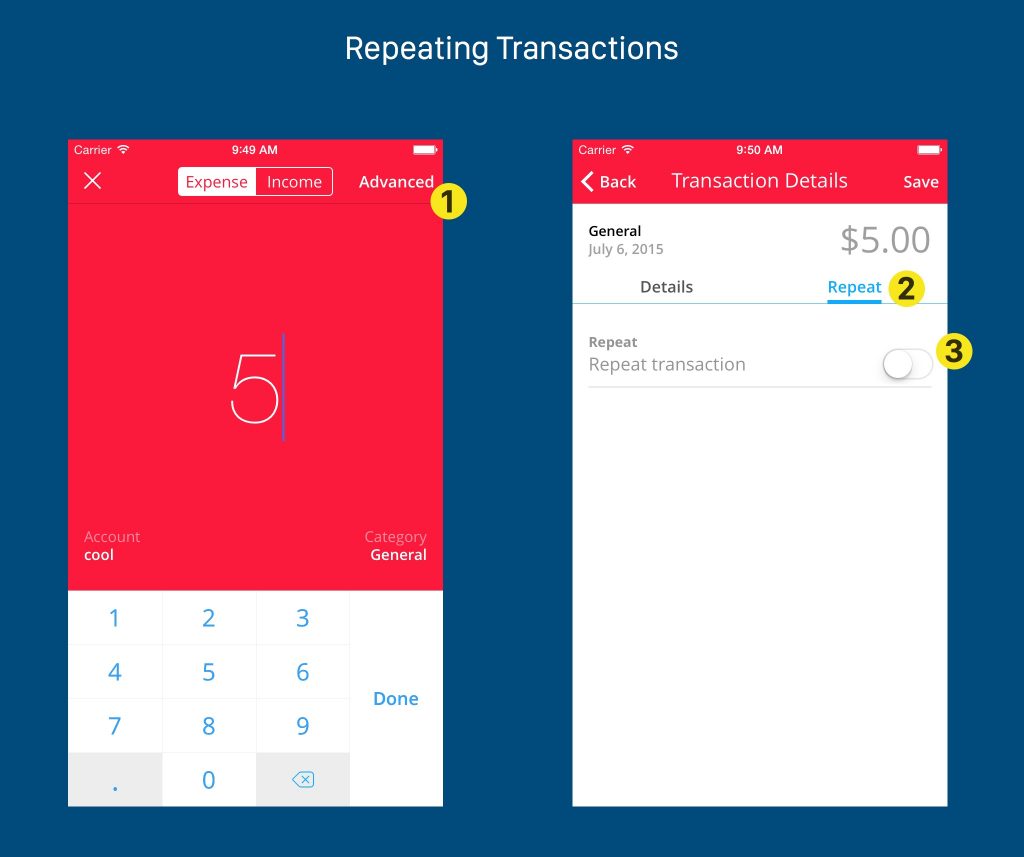 Repeating Transactions
Carrier 9:49 AM
Expense Income Advanced 1
5
Account Category
cool General
1 2 3
4 5 6
Done
7 8 9
. 0
Carrier 9:50 AM
Back Transaction Details Save
General
July 6, 2015
$5.00
Details Repeat 2
Repeat 3
Repeat transaction